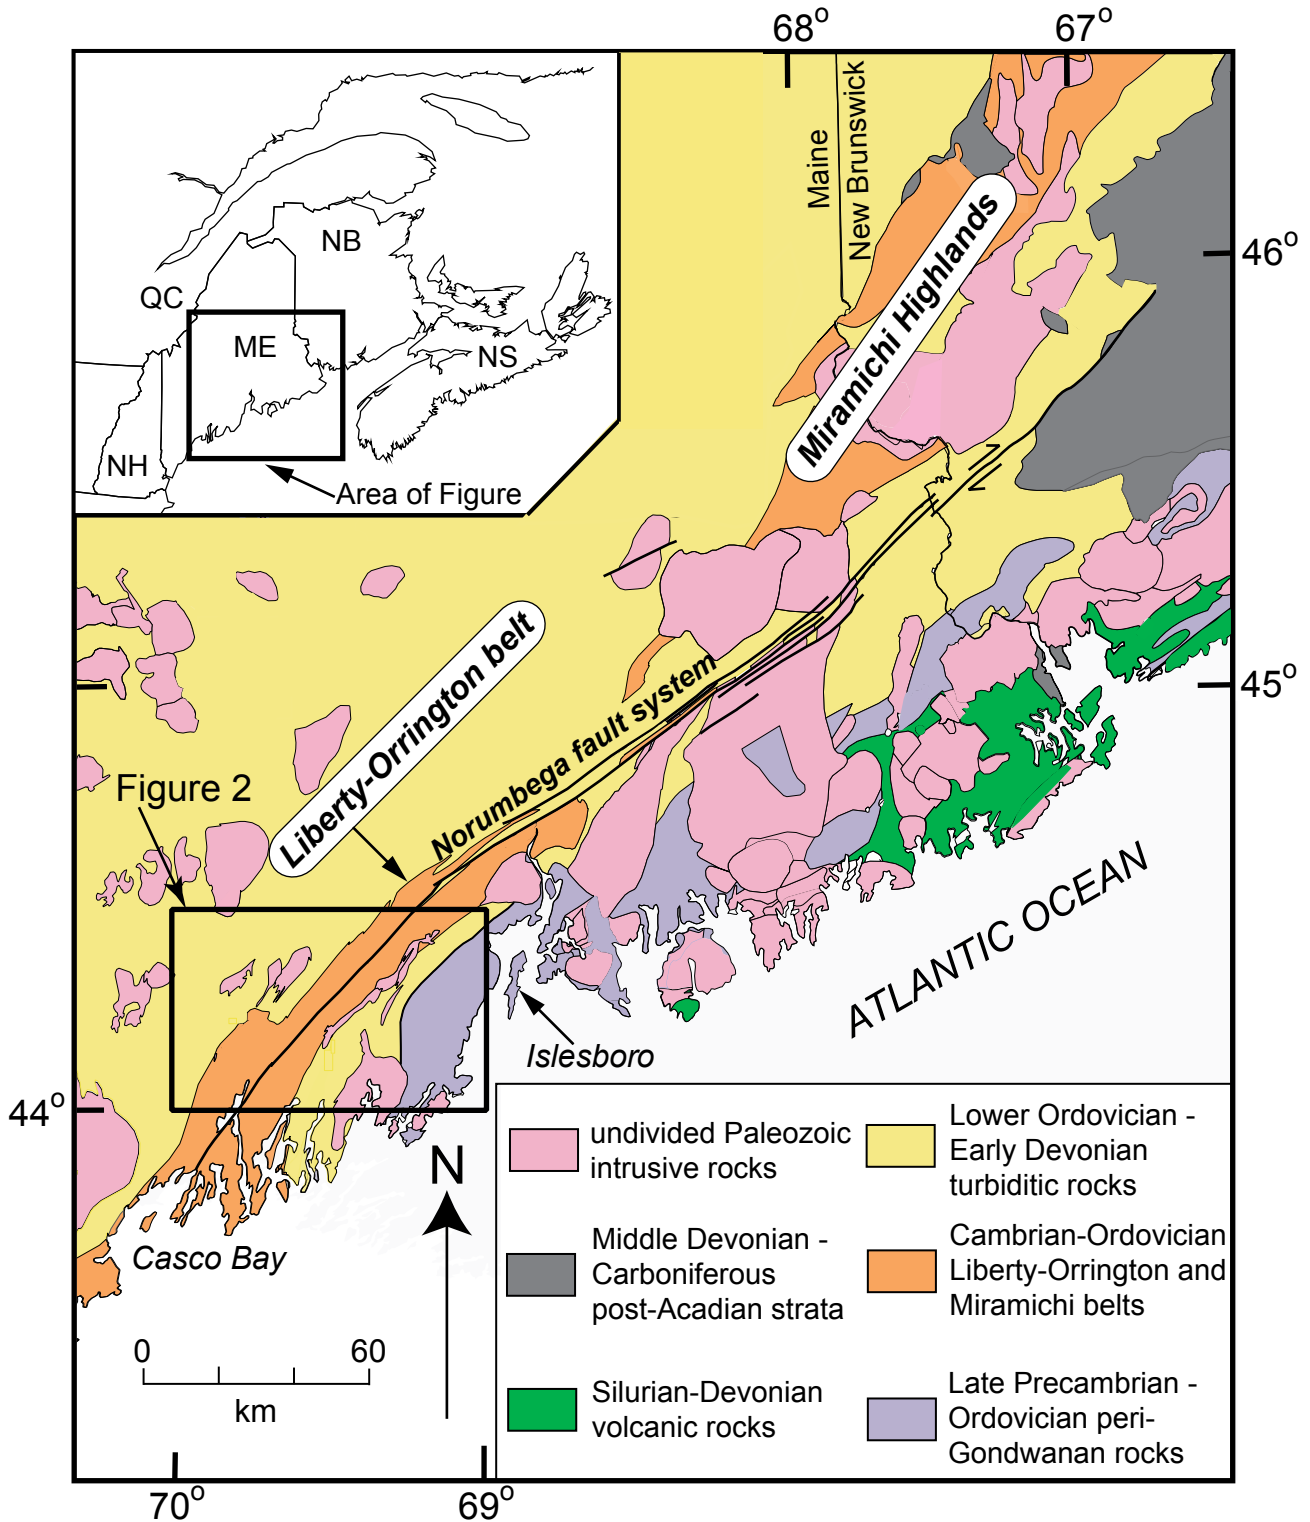 68° 67°
QC
NB
ME
NS
NH
Area of Figure
Maine
New Brunswick
Miramichi Highlands
46°
Liberty-Orrington belt
Norumbega fault system
45°
Figure 2
ATLANTIC OCEAN
Islesboro
44°
N
Casco Bay
0 60
km
undivided Paleozoic
intrusive rocks
Middle Devonian -
Carboniferous
post-Acadian strata
Silurian-Devonian
volcanic rocks
Lower Ordovician -
Early Devonian
turbiditic rocks
Cambrian-Ordovician
Liberty-Orrington and
Miramichi belts
Late Precambrian -
Ordovician peri-
Gondwanan rocks
70° 69°